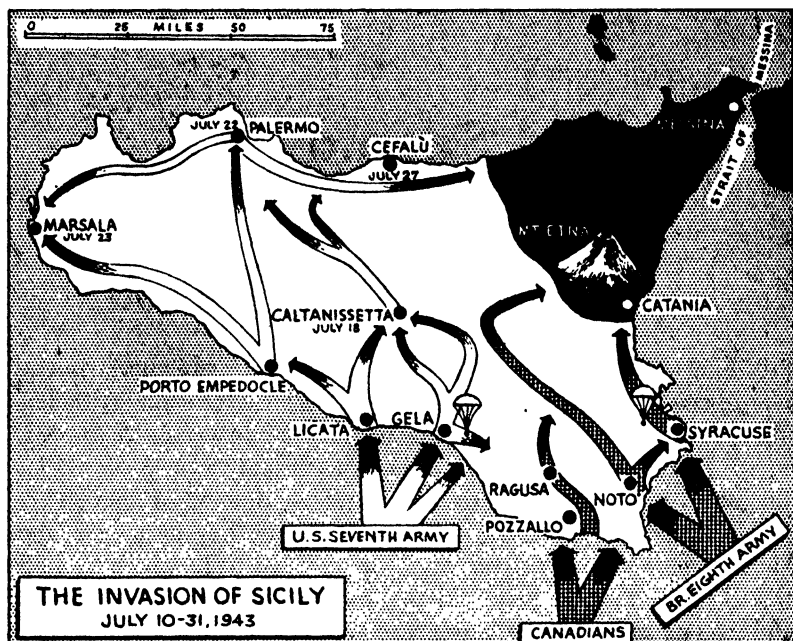 0 25 MILES 50 75
STRAIT OF MESSINA
JULY 22 PALERMO
CEFALÙ
JULY 27
MARSALA
JULY 23
MT ETNA
CATANIA
CALTANISSETTA
JULY 18
PORTO EMPEDOCLE
LICATA
GELA
SYRACUSE
RAGUSA
NOTO
POZZALLO
U.S. SEVENTH ARMY
BR. EIGHTH ARMY
CANADIANS
THE INVASION OF SICILY
JULY 10-31, 1943